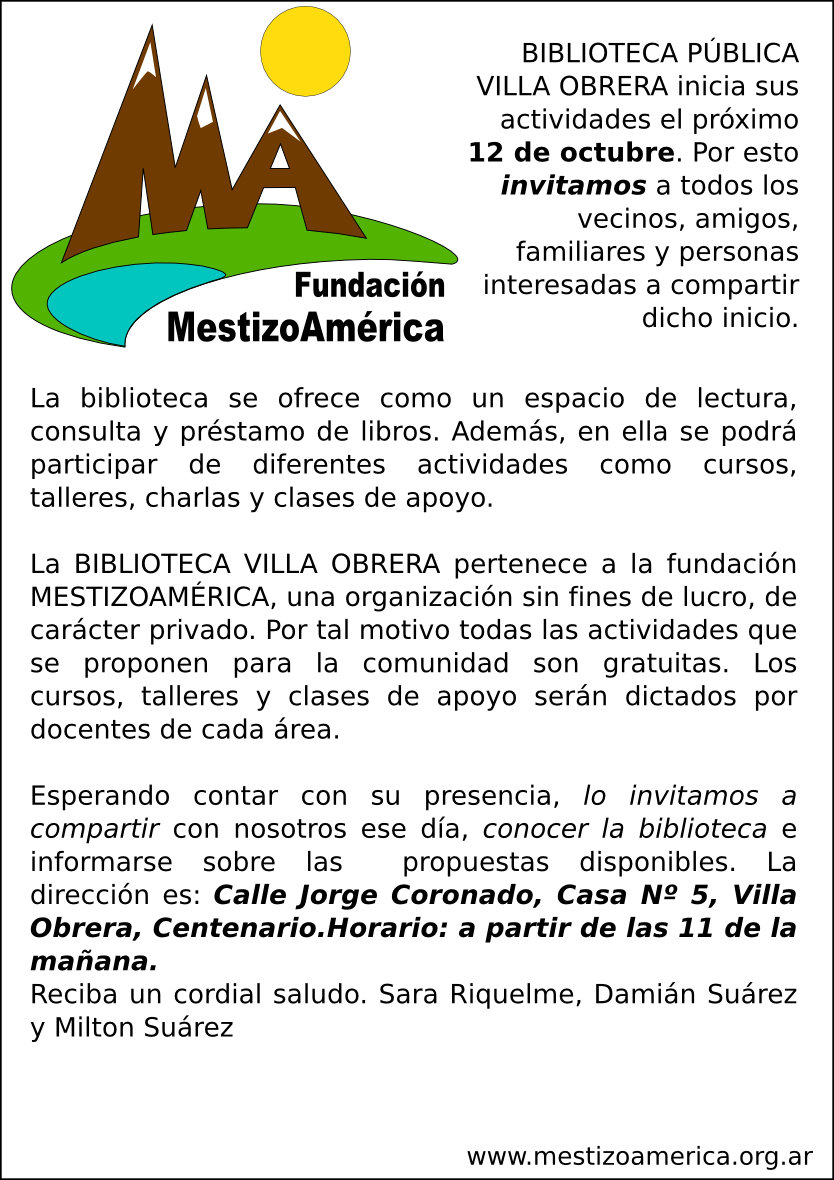 BIBLIOTECA PÚBLICA
VILLA OBRERA inicia sus
actividades el próximo
12 de octubre. Por esto
invitamos a todos los
vecinos, amigos,
familiares y personas
interesadas a compartir
dicho inicio.
Fundación
MestizoAmérica
La biblioteca se ofrece como un espacio de lectura,
consulta y préstamo de libros. Además, en ella se podrá
participar de diferentes actividades como cursos,
talleres, charlas y clases de apoyo.
La BIBLIOTECA VILLA OBRERA pertenece a la fundación
MESTIZOAMÉRICA, una organización sin fines de lucro, de
carácter privado. Por tal motivo todas las actividades que
se proponen para la comunidad son gratuitas. Los
cursos, talleres y clases de apoyo serán dictados por
docentes de cada área.
Esperando contar con su presencia, lo invitamos a
compartir con nosotros ese día, conocer la biblioteca e
informarse sobre las propuestas disponibles. La
dirección es: Calle Jorge Coronado, Casa Nº 5, Villa
Obrera, Centenario.Horario: a partir de las 11 de la
mañana.
Reciba un cordial saludo. Sara Riquelme, Damián Suárez
y Milton Suárez
www.mestizoamerica.org.ar